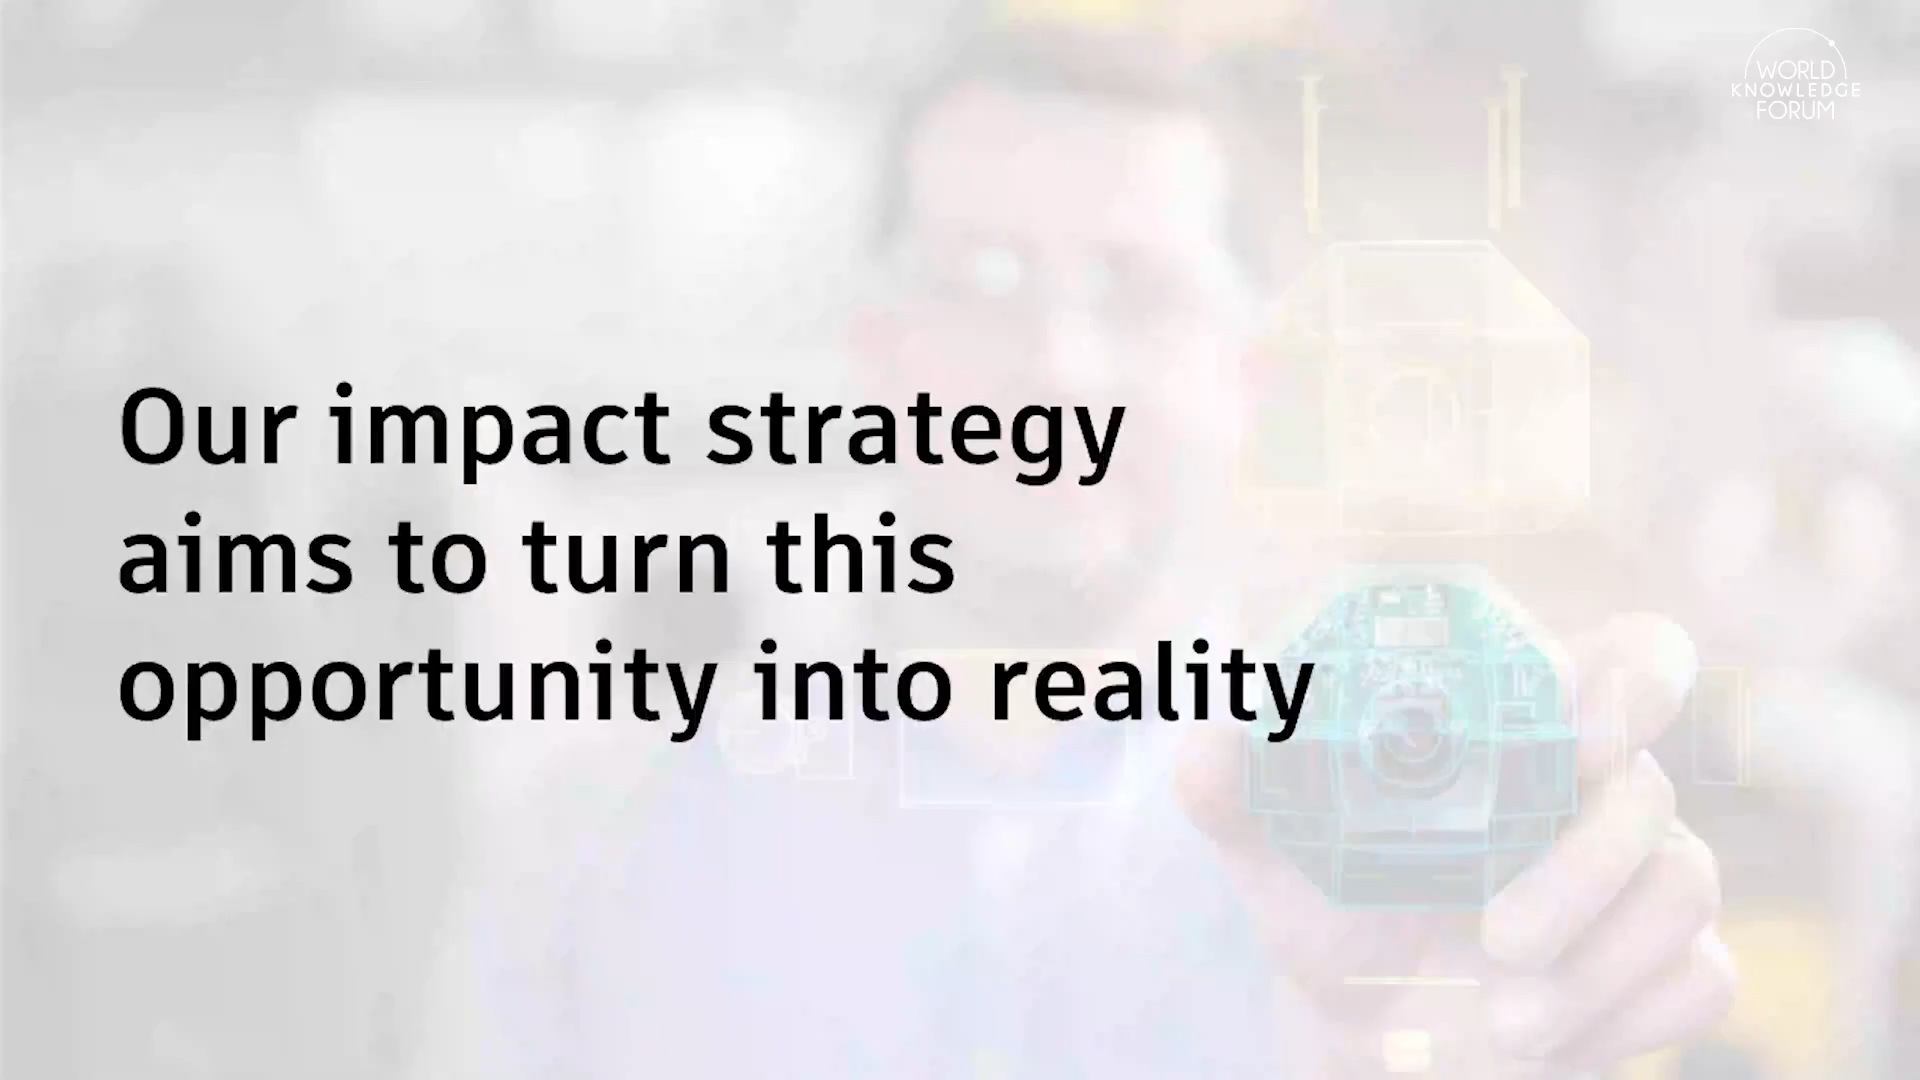 WORLD
KNOWLEDGE
FORUM
Our impact strategy
aims to turn this
opportunity into reality